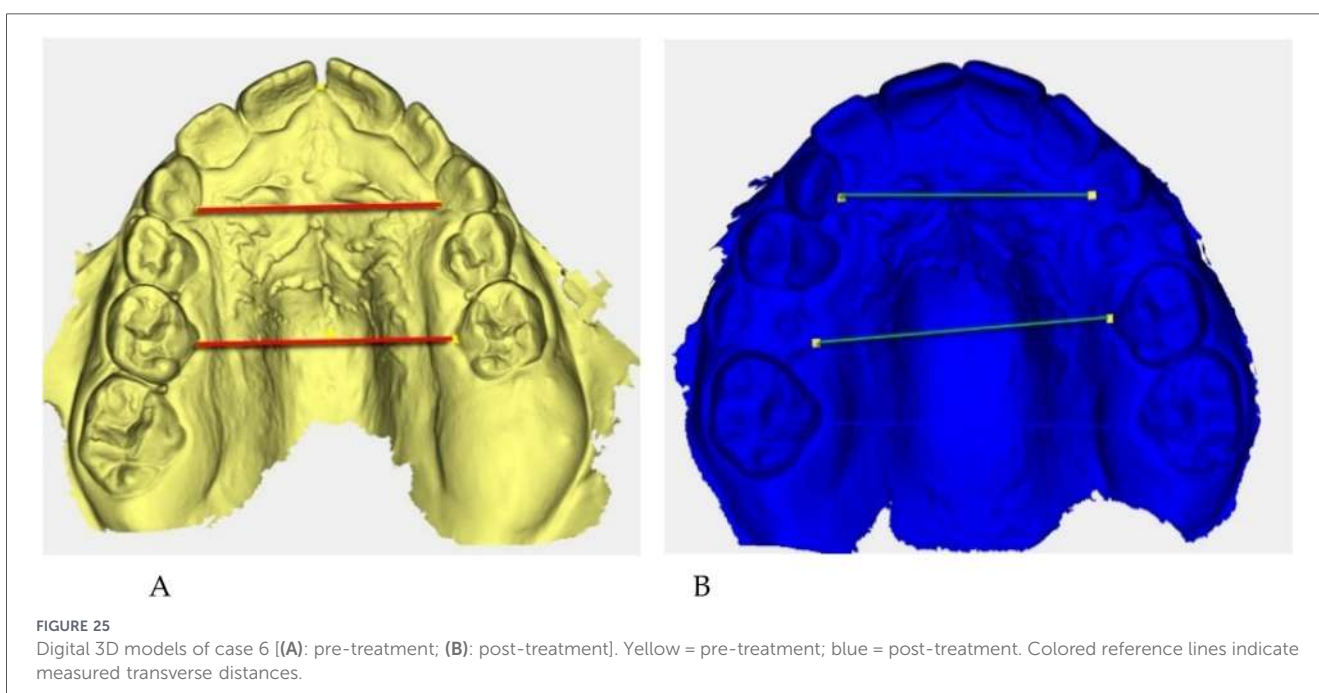 A
B
FIGURE 25
Digital 3D models of case 6 [(A): pre-treatment; (B): post-treatment]. Yellow = pre-treatment; blue = post-treatment. Colored reference lines indicate
measured transverse distances.